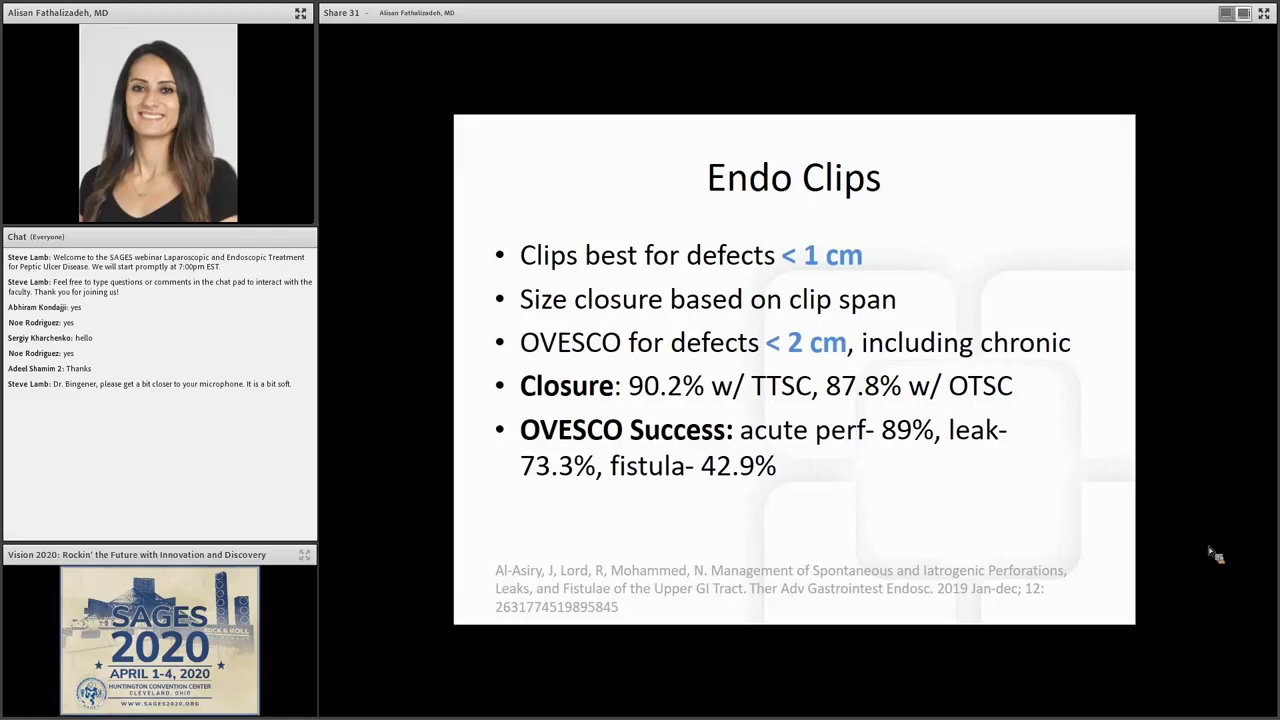 Alisan Fathalizadeh, MD
Share 31 - Alisan Fathalizadeh, MD
Chat (Everyone)
Steve Lamb: Welcome to the SAGES webinar Laparoscopic and Endoscopic Treatment
for Peptic Ulcer Disease. We will start promptly at 7:00pm EST.
Steve Lamb: Feel free to type questions or comments in the chat pad to interact with the
faculty. Thank you for joining us!
Abhiram Kondajji: yes
Noe Rodriguez: yes
Sergiy Kharchenko: hello
Noe Rodriguez: yes
Adeel Shamim 2: Thanks
Steve Lamb: Dr. Bingener, please get a bit closer to your microphone. It is a bit soft.
Vision 2020: Rockin' the Future with Innovation and Discovery
SAGES
ROCK & ROLL
2020
APRIL 1-4, 2020
HUNTINGTON CONVENTION CENTER
CLEVELAND, OHIO
WWW.SAGES2020.ORG
Endo Clips
• Clips best for defects < 1 cm
• Size closure based on clip span
• OVESCO for defects < 2 cm, including chronic
• Closure: 90.2% w/ TTSC, 87.8% w/ OTSC
• OVESCO Success: acute perf- 89%, leak-
73.3%, fistula- 42.9%
Al-Asiry, J, Lord, R, Mohammed, N. Management of Spontaneous and Iatrogenic Perforations,
Leaks, and Fistulae of the Upper GI Tract. Ther Adv Gastrointest Endosc. 2019 Jan-dec; 12:
2631774519895845